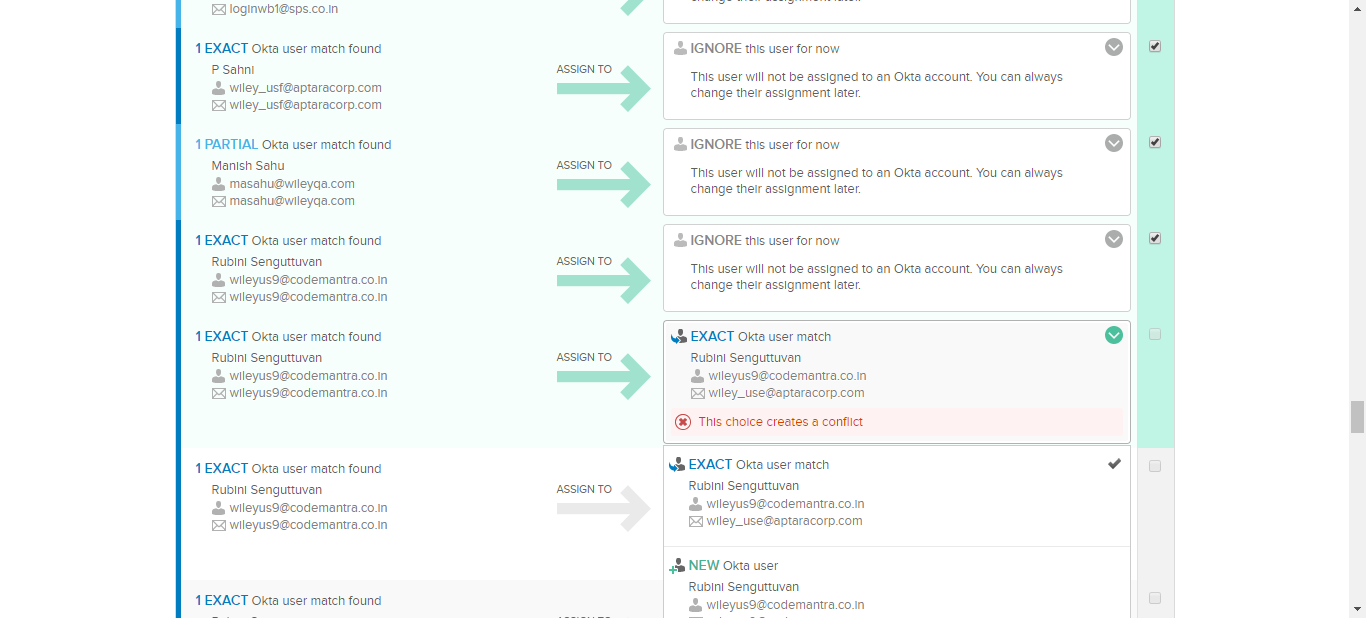 loginwb1@sps.co.in
change their assignment later.
1 EXACT Okta user match found
P Sahni
wiley_usf@aptaracorp.com
wiley_usf@aptaracorp.com
ASSIGN TO
IGNORE this user for now
This user will not be assigned to an Okta account. You can always
change their assignment later.
1 PARTIAL Okta user match found
Manish Sahu
masahu@wileyqa.com
masahu@wileyqa.com
ASSIGN TO
IGNORE this user for now
This user will not be assigned to an Okta account. You can always
change their assignment later.
1 EXACT Okta user match found
Rubini Senguttuvan
wileyus9@codemantra.co.in
wileyus9@codemantra.co.in
ASSIGN TO
IGNORE this user for now
This user will not be assigned to an Okta account. You can always
change their assignment later.
1 EXACT Okta user match found
Rubini Senguttuvan
wileyus9@codemantra.co.in
wileyus9@codemantra.co.in
ASSIGN TO
EXACT Okta user match
Rubini Senguttuvan
wileyus9@codemantra.co.in
wiley_use@aptaracorp.com
This choice creates a conflict
1 EXACT Okta user match found
Rubini Senguttuvan
wileyus9@codemantra.co.in
wileyus9@codemantra.co.in
ASSIGN TO
EXACT Okta user match
Rubini Senguttuvan
wileyus9@codemantra.co.in
wiley_use@aptaracorp.com
NEW Okta user
Rubini Senguttuvan
wileyus9@codemantra.co.in
1 EXACT Okta user match found